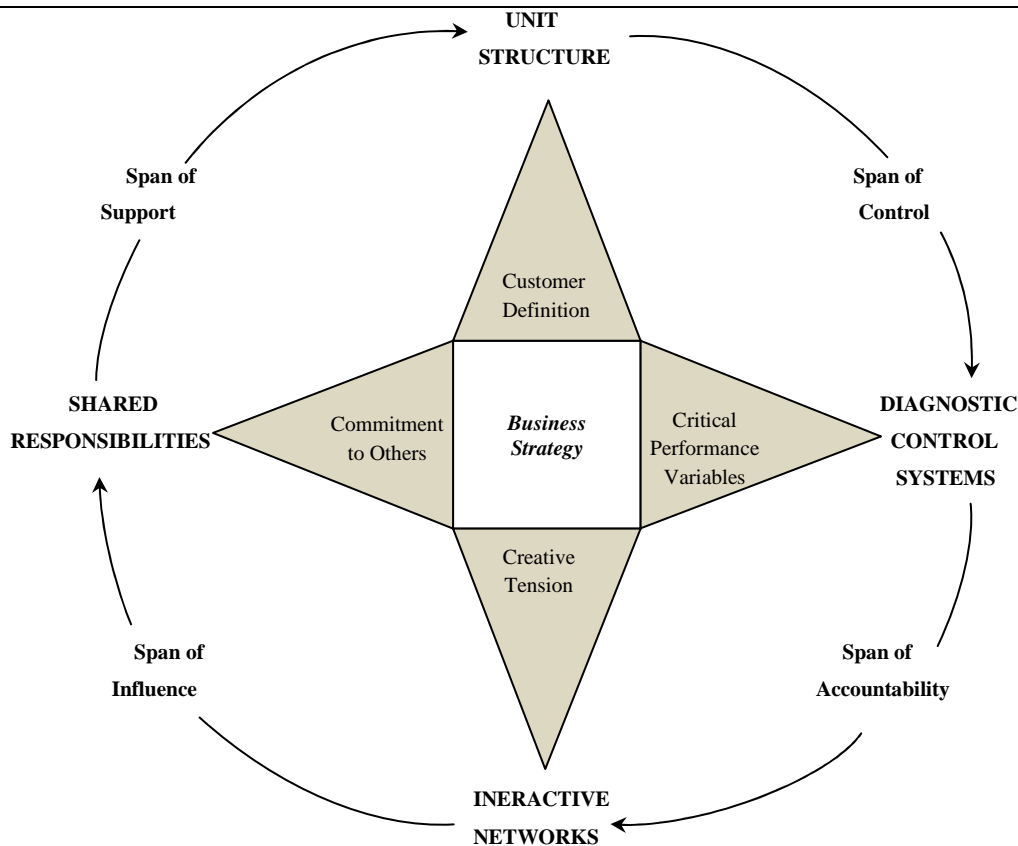 UNIT
STRUCTURE
Span of
Support
Span of
Control
Customer
Definition
SHARED
RESPONSIBILITIES
Commitment
to Others
Business
Strategy
Critical
Performance
Variables
DIAGNOSTIC
CONTROL
SYSTEMS
Creative
Tension
Span of
Influence
Span of
Accountability
INERACTIVE
NETWORKS